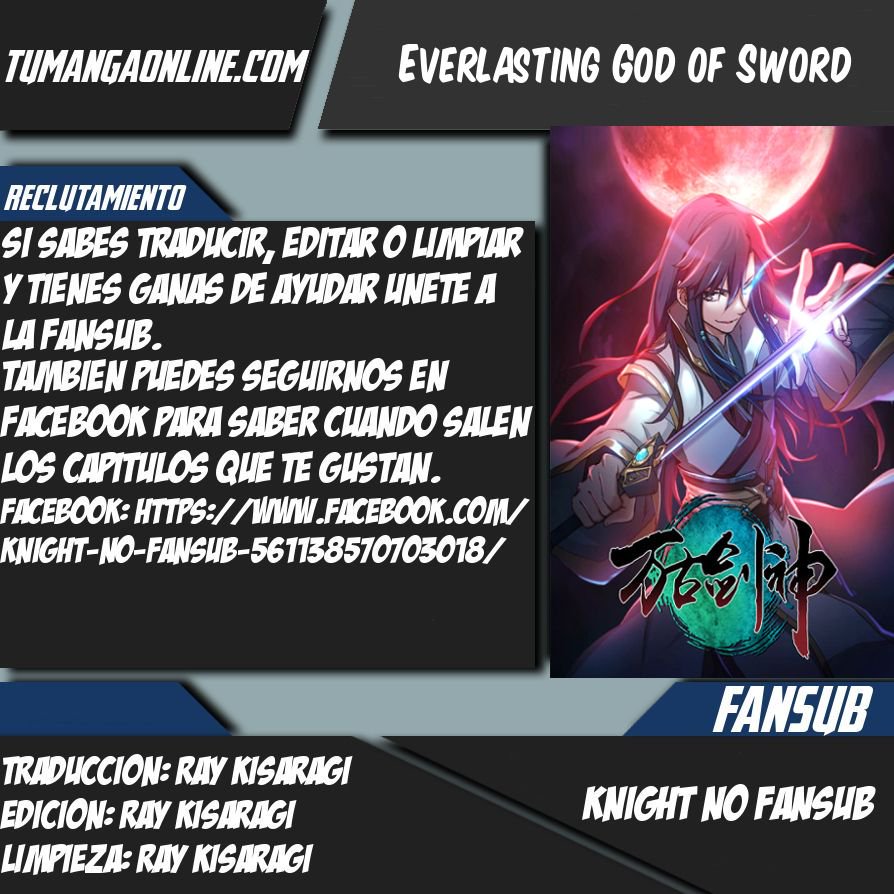 TUMANGAONLINE.COM
EVERLASTING GOD OF SWORD
RECLUTAMIENTO
SI SABES TRADUCIR, EDITAR O LIMPIAR
Y TIENES GANAS DE AYUDAR UNETE A
LA FANSUB.
TAMBIEN PUEDES SEGUIRNOS EN
FACEBOOK PARA SABER CUANDO SALEN
LOS CAPITULOS QUE TE GUSTAN.
FACEBOOK: HTTPS://WWW.FACEBOOK.COM/
KNIGHT-NO-FANSUB-561138570703018/
万古剑神
FANSUB
TRADUCCION: RAY KISARAGI
EDICION: RAY KISARAGI
LIMPIEZA: RAY KISARAGI
KNIGHT NO FANSUB